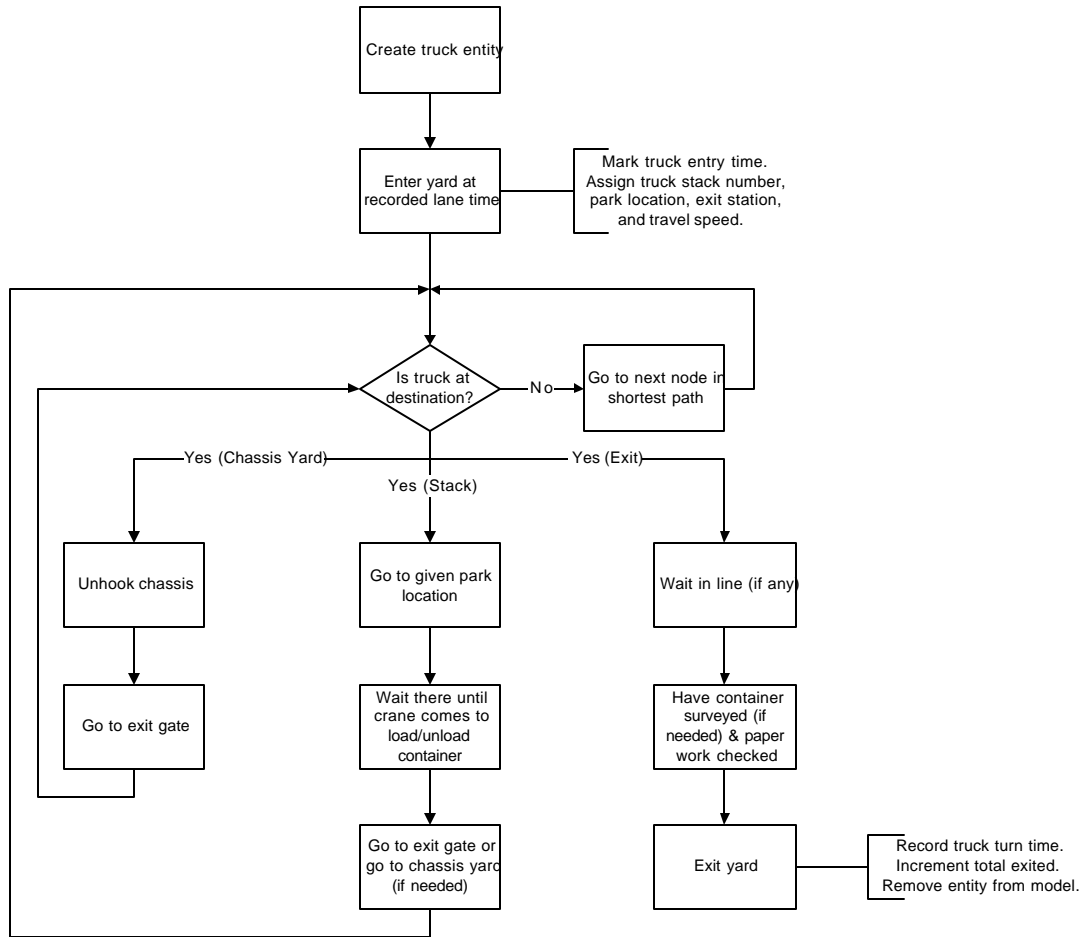 Create truck entity
Enter yard at
recorded lane time
Mark truck entry time.
Assign truck stack number,
park location, exit station,
and travel speed.
Is truck at
destination?
No
Go to next node in
shortest path
Yes (Chassis Yard)
Yes (Stack)
Yes (Exit)
Unhook chassis
Go to given park
location
Wait in line (if any)
Go to exit gate
Wait there until
crane comes to
load/unload
container
Have container
surveyed (if
needed) & paper
work checked
Go to exit gate or
go to chassis yard
(if needed)
Exit yard
Record truck turn time.
Increment total exited.
Remove entity from model.